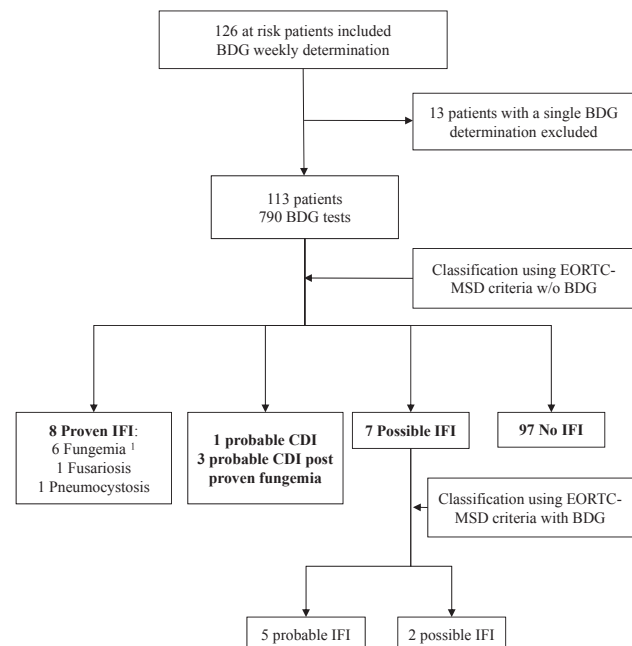 126 at risk patients included
BDG weekly determination
13 patients with a single BDG
determination excluded
113 patients
790 BDG tests
Classification using EORTC-
MSD criteria w/o BDG
8 Proven IFI:
6 Fungemia ¹
1 Fusariosis
1 Pneumocystosis
1 probable CDI
3 probable CDI post
proven fungemia
7 Possible IFI
97 No IFI
Classification using EORTC-
MSD criteria with BDG
5 probable IFI
2 possible IFI